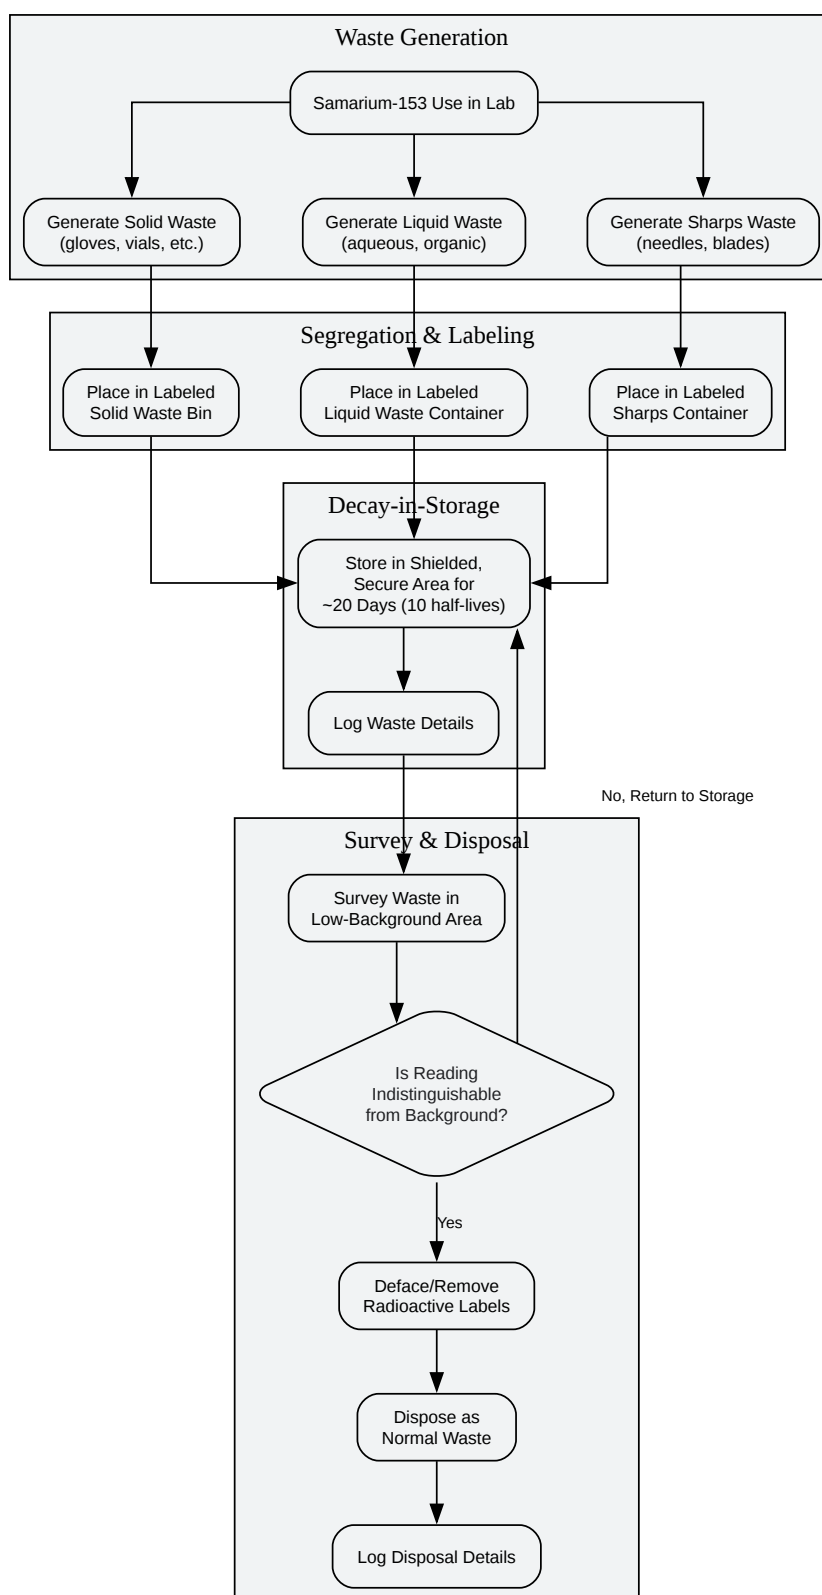 Waste Generation
Samarium-153 Use in Lab
Generate Solid Waste
(gloves, vials, etc.)
Generate Liquid Waste
(aqueous, organic)
Generate Sharps Waste
(needles, blades)
Segregation & Labeling
Place in Labeled
Solid Waste Bin
Place in Labeled
Liquid Waste Container
Place in Labeled
Sharps Container
Decay-in-Storage
Store in Shielded,
Secure Area for
~20 Days (10 half-lives)
Log Waste Details
No, Return to Storage
Survey & Disposal
Survey Waste in
Low-Background Area
Is Reading
Indistinguishable
from Background?
Yes
Deface/Remove
Radioactive Labels
Dispose as
Normal Waste
Log Disposal Details